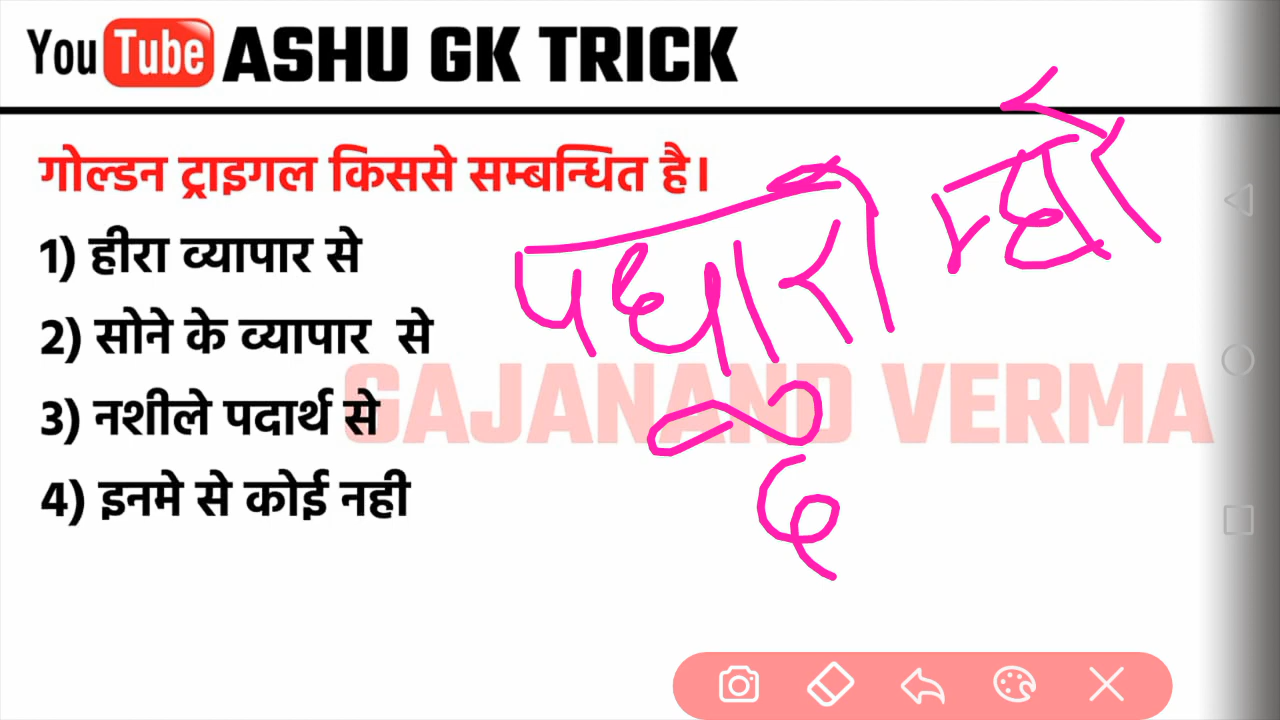 YouTube ASHU GK TRICK
गोल्डन ट्राइगल किससे सम्बन्धित है।
1) हीरा व्यापार से
2) सोने के व्यापार से
3) नशीले पदार्थ से
4) इनमे से कोई नही
GAJANAND VERMA
पधारो